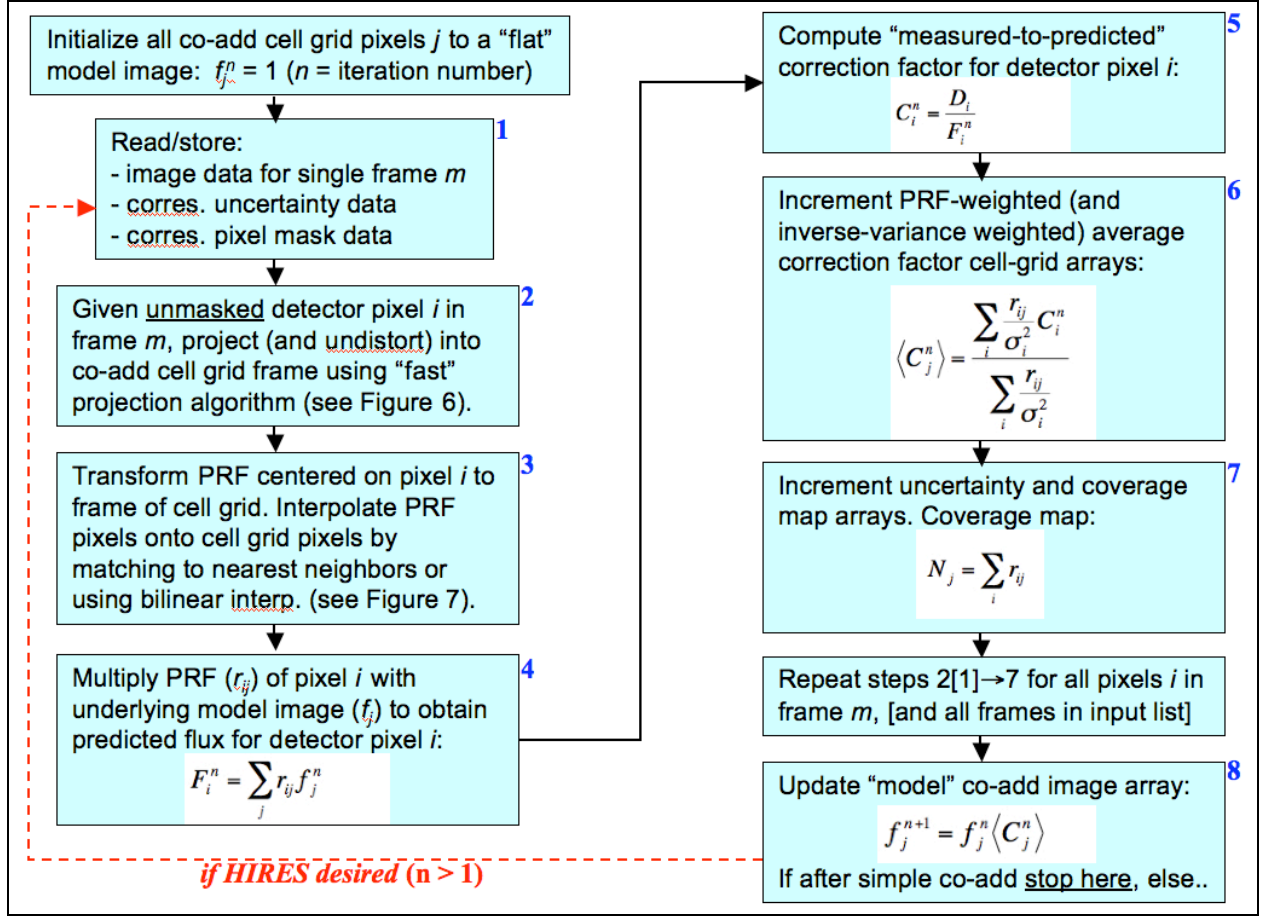 Initialize all co-add cell grid pixels j to a “flat”
model image: f_j^n = 1 (n = iteration number)
1
Read/store:
- image data for single frame m
- corres. uncertainty data
- corres. pixel mask data
2
Given unmasked detector pixel i in
frame m, project (and undistort) into
co-add cell grid frame using “fast”
projection algorithm (see Figure 6).
3
Transform PRF centered on pixel i to
frame of cell grid. Interpolate PRF
pixels onto cell grid pixels by
matching to nearest neighbors or
using bilinear interp. (see Figure 7).
4
Multiply PRF (r_ij) of pixel i with
underlying model image (f_j) to obtain
predicted flux for detector pixel i:
F_i^n = ∑_j r_ij f_j^n
5
Compute “measured-to-predicted”
correction factor for detector pixel i:
C_i^n = D_i / F_i^n
6
Increment PRF-weighted (and
inverse-variance weighted) average
correction factor cell-grid arrays:
⟨C_j^n⟩ = (∑_i (r_ij / σ_i^2) C_i^n) / (∑_i r_ij / σ_i^2)
7
Increment uncertainty and coverage
map arrays. Coverage map:
N_j = ∑_i r_ij
Repeat steps 2[1]→7 for all pixels i in
frame m, [and all frames in input list]
8
Update “model” co-add image array:
f_j^{n+1} = f_j^n ⟨C_j^n⟩
If after simple co-add stop here, else..
if HIRES desired (n > 1)